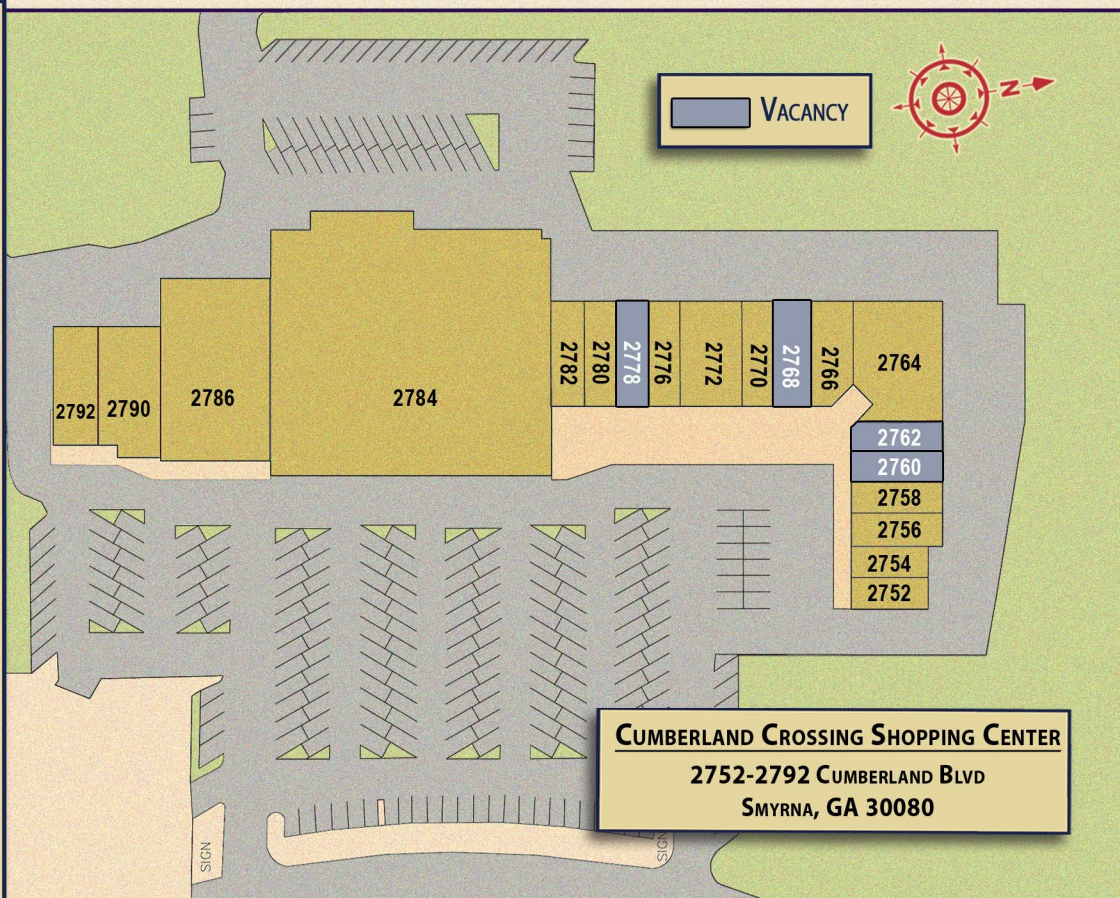 VACANCY
N
2792
2790
2786
2784
2782
2780
2778
2776
2772
2770
2768
2766
2764
2762
2760
2758
2756
2754
2752
CUMBERLAND CROSSING SHOPPING CENTER
2752-2792 CUMBERLAND BLVD
SMYRNA, GA 30080
SIGN
SIGN